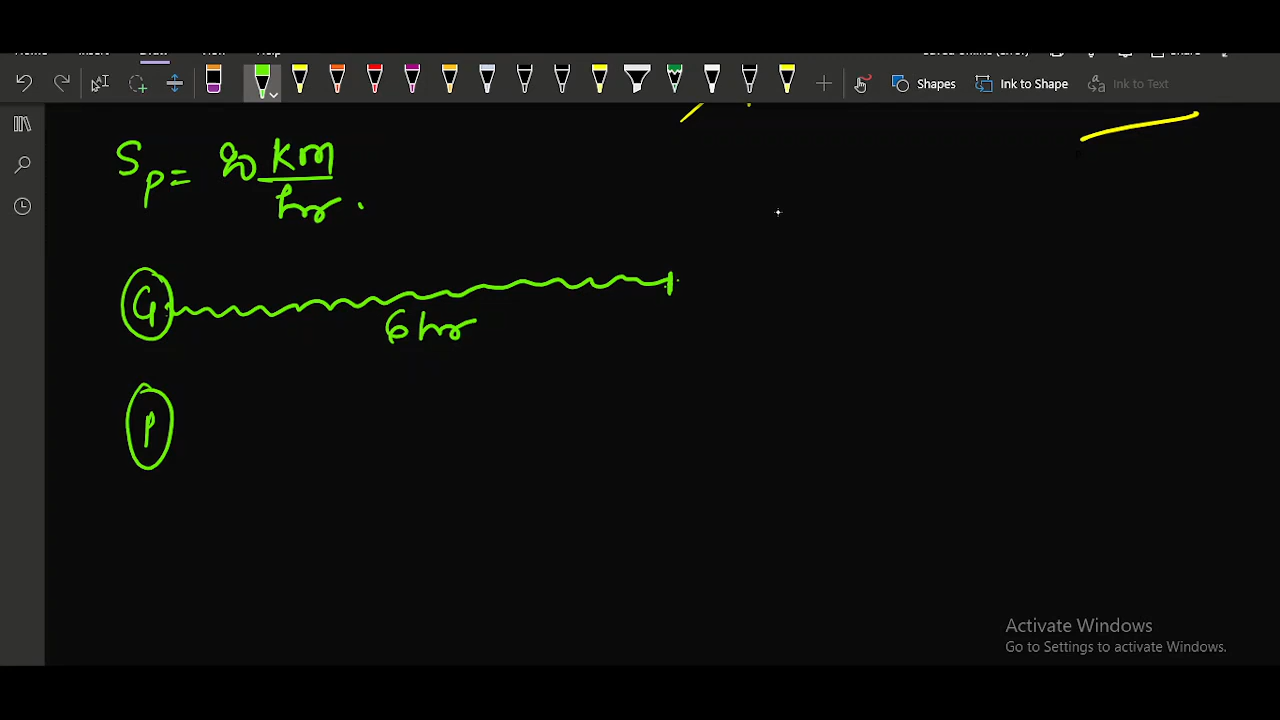 Shapes
Ink to Shape
Ink to Text
S_P = 80 km
hr.
G
6 hr
P
Activate Windows
Go to Settings to activate Windows.